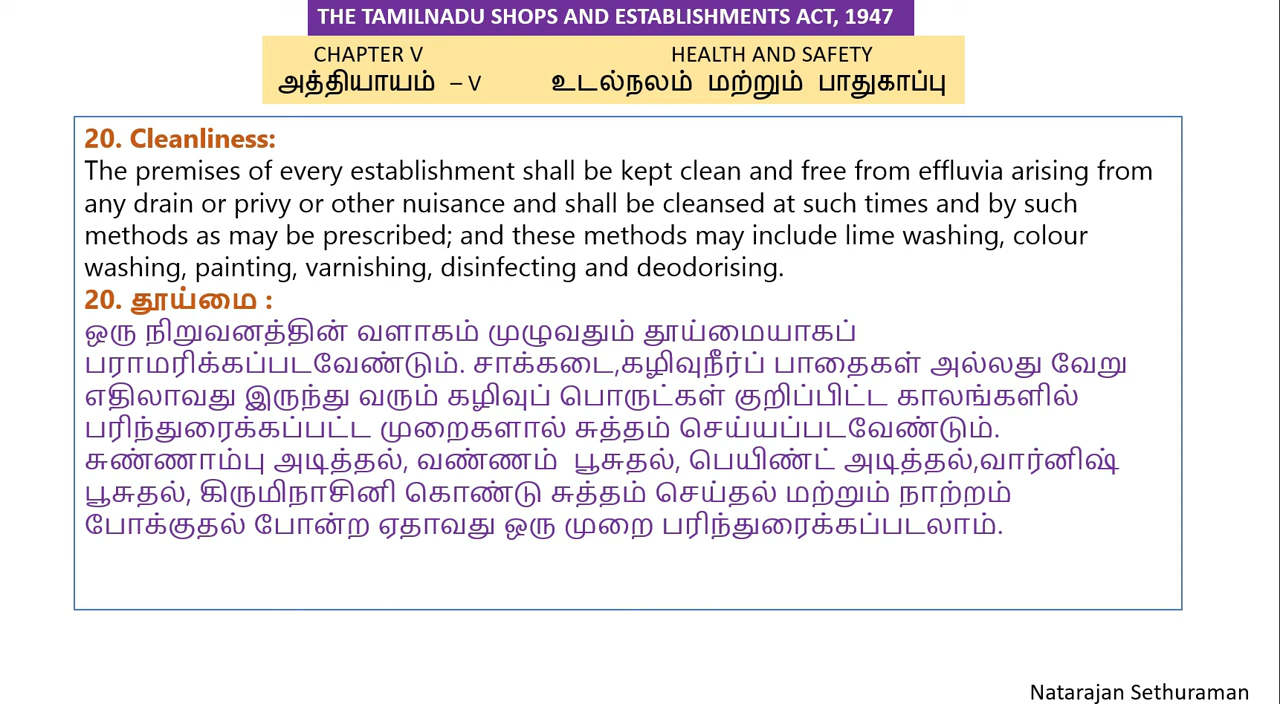 THE TAMILNADU SHOPS AND ESTABLISHMENTS ACT, 1947
CHAPTER V HEALTH AND SAFETY
அத்தியாயம் – V உடல்நலம் மற்றும் பாதுகாப்பு
20. Cleanliness:
The premises of every establishment shall be kept clean and free from effluvia arising from
any drain or privy or other nuisance and shall be cleansed at such times and by such
methods as may be prescribed; and these methods may include lime washing, colour
washing, painting, varnishing, disinfecting and deodorising.
20. தூய்மை :
ஒரு நிறுவனத்தின் வளாகம் முழுவதும் தூய்மையாகப்
பராமரிக்கப்படவேண்டும். சாக்கடை,கழிவுநீர்ப் பாதைகள் அல்லது வேறு
எதிலாவது இருந்து வரும் கழிவுப் பொருட்கள் குறிப்பிட்ட காலங்களில்
பரிந்துரைக்கப்பட்ட முறைகளால் சுத்தம் செய்யப்படவேண்டும்.
சுண்ணாம்பு அடித்தல், வண்ணம் பூசுதல், பெயிண்ட் அடித்தல்,வார்னிஷ்
பூசுதல், கிருமிநாசினி கொண்டு சுத்தம் செய்தல் மற்றும் நாற்றம்
போக்குதல் போன்ற ஏதாவது ஒரு முறை பரிந்துரைக்கப்படலாம்.
Natarajan Sethuraman